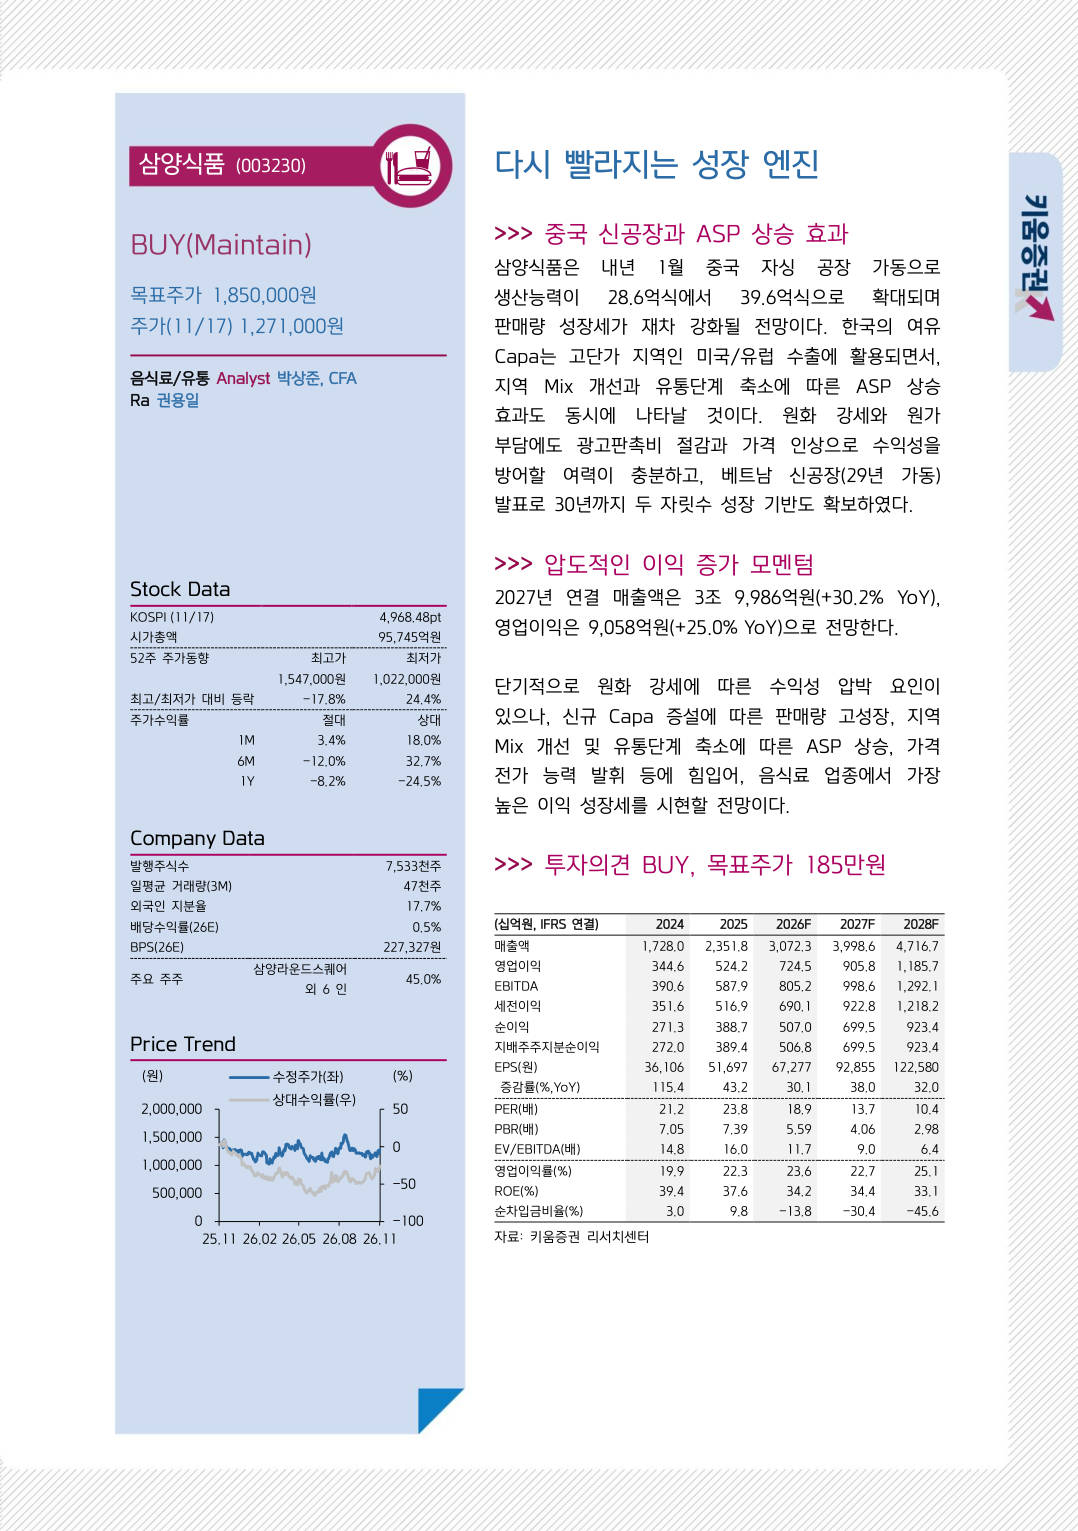 삼양식품 (003230)
BUY(Maintain)
목표주가 1,850,000원
주가(11/17) 1,271,000원
음식료/유통 Analyst 박상준, CFA
Ra 권용일
Stock Data
KOSPI (11/17) 4,968.48pt
시가총액 95,745억원
52주 주가동향 최고가 최저가
1,547,000원 1,022,000원
최고/최저가 대비 등락 -17.8% 24.4%
주가수익률 절대 상대
1M 3.4% 18.0%
6M -12.0% 32.7%
1Y -8.2% -24.5%
Company Data
발행주식수 7,533천주
일평균 거래량(3M) 47천주
외국인 지분율 17.7%
배당수익률(26E) 0.5%
BPS(26E) 227,327원
주요 주주 삼양라운드스퀘어 45.0%
외 6 인
Price Trend
(원) 수정주가(좌) (%)
상대수익률(우)
2,000,000 50
1,500,000 0
1,000,000
500,000 -50
0 -100
25.11 26.02 26.05 26.08 26.11
다시 빨라지는 성장 엔진
>>> 중국 신공장과 ASP 상승 효과
삼양식품은 내년 1월 중국 자싱 공장 가동으로
생산능력이 28.6억식에서 39.6억식으로 확대되며
판매량 성장세가 재차 강화될 전망이다. 한국의 여유
Capa는 고단가 지역인 미국/유럽 수출에 활용되면서,
지역 Mix 개선과 유통단계 축소에 따른 ASP 상승
효과도 동시에 나타날 것이다. 원화 강세와 원가
부담에도 광고판촉비 절감과 가격 인상으로 수익성을
방어할 여력이 충분하고, 베트남 신공장(29년 가동)
발표로 30년까지 두 자릿수 성장 기반도 확보하였다.
>>> 압도적인 이익 증가 모멘텀
2027년 연결 매출액은 3조 9,986억원(+30.2% YoY),
영업이익은 9,058억원(+25.0% YoY)으로 전망한다.
단기적으로 원화 강세에 따른 수익성 압박 요인이
있으나, 신규 Capa 증설에 따른 판매량 고성장, 지역
Mix 개선 및 유통단계 축소에 따른 ASP 상승, 가격
전가 능력 발휘 등에 힘입어, 음식료 업종에서 가장
높은 이익 성장세를 시현할 전망이다.
>>> 투자의견 BUY, 목표주가 185만원
(십억원, IFRS 연결) 2024 2025 2026F 2027F 2028F
매출액 1,728.0 2,351.8 3,072.3 3,998.6 4,716.7
영업이익 344.6 524.2 724.5 905.8 1,185.7
EBITDA 390.6 587.9 805.2 998.6 1,292.1
세전이익 351.6 516.9 690.1 922.8 1,218.2
순이익 271.3 388.7 507.0 699.5 923.4
지배주주지분순이익 272.0 389.4 506.8 699.5 923.4
EPS(원) 36,106 51,697 67,277 92,855 122,580
증감률(%,YoY) 115.4 43.2 30.1 38.0 32.0
PER(배) 21.2 23.8 18.9 13.7 10.4
PBR(배) 7.05 7.39 5.59 4.06 2.98
EV/EBITDA(배) 14.8 16.0 11.7 9.0 6.4
영업이익률(%) 19.9 22.3 23.6 22.7 25.1
ROE(%) 39.4 37.6 34.2 34.4 33.1
순차입금비율(%) 3.0 9.8 -13.8 -30.4 -45.6
자료: 키움증권 리서치센터
키움증권